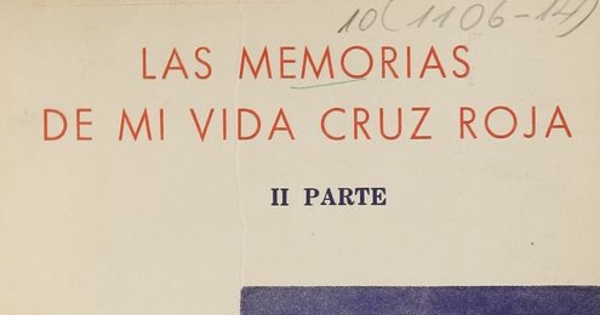 10(1106-14)
LAS MEMORIAS
DE MI VIDA CRUZ ROJA
II PARTE